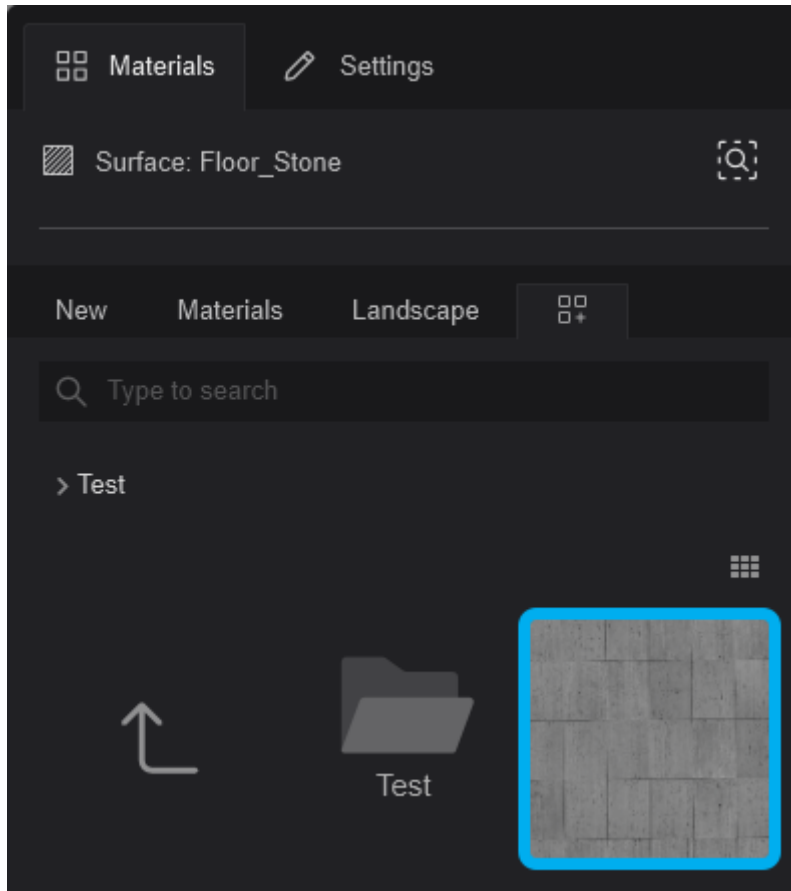 Materials Settings
Surface: Floor_Stone
New Materials Landscape
Type to search
Test
Test